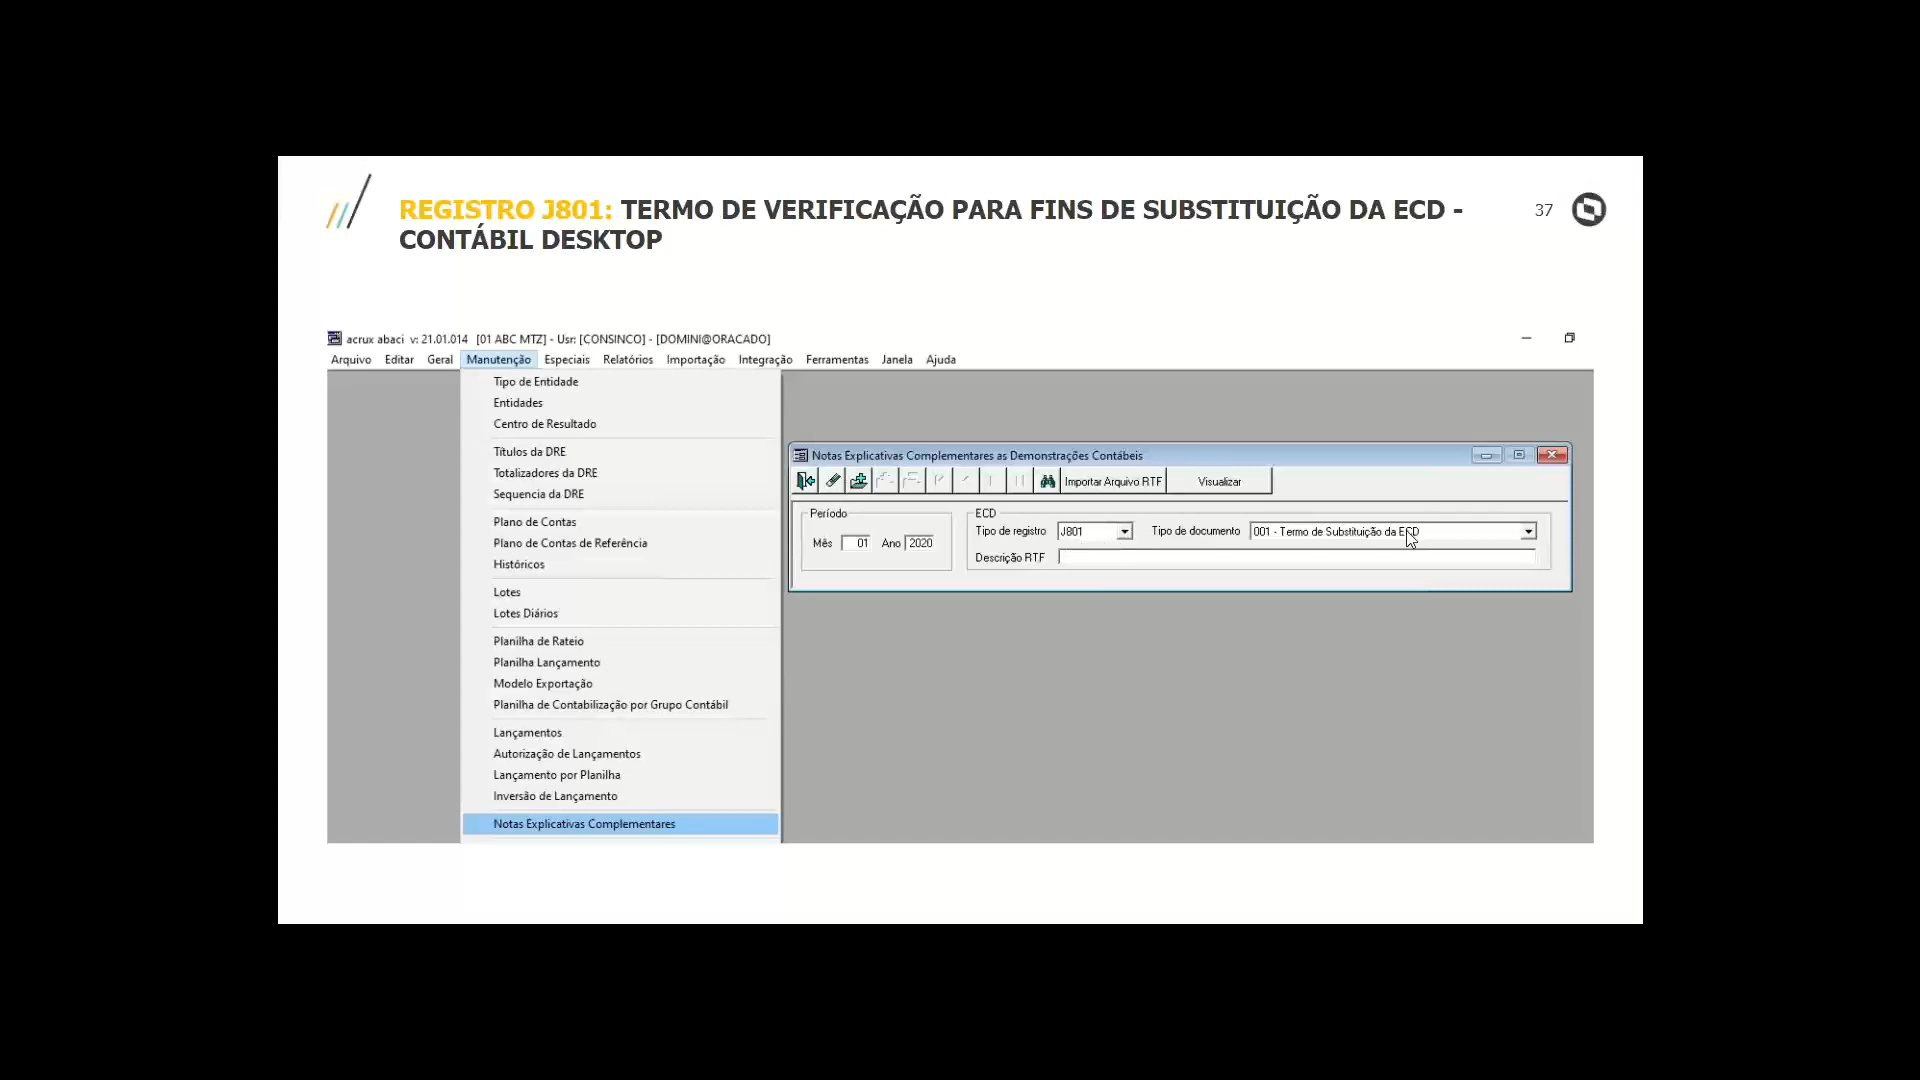 REGISTRO J801: TERMO DE VERIFICAÇÃO PARA FINS DE SUBSTITUIÇÃO DA ECD -
CONTÁBIL DESKTOP
37
acrux abaci v: 21.01.014 [01 ABC MTZ] - Usr: [CONSINCO] - [DOMINI@ORACADO]
Arquivo Editar Geral Manutenção Especiais Relatórios Importação Integração Ferramentas Janela Ajuda
Tipo de Entidade
Entidades
Centro de Resultado
Títulos da DRE
Totalizadores da DRE
Sequencia da DRE
Plano de Contas
Plano de Contas de Referência
Históricos
Lotes
Lotes Diários
Planilha de Rateio
Planilha Lançamento
Modelo Exportação
Planilha de Contabilização por Grupo Contábil
Lançamentos
Autorização de Lançamentos
Lançamento por Planilha
Inversão de Lançamento
Notas Explicativas Complementares
Notas Explicativas Complementares as Demonstrações Contábeis
Importar Arquivo RTF Visualizar
Período
Mês 01 Ano 2020
ECD
Tipo de registro J801 Tipo de documento 001 - Termo de Substituição da ECD
Descrição RTF